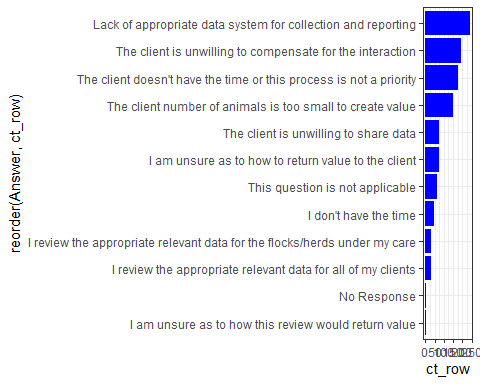 Lack of appropriate data system for collection and reporting
The client is unwilling to compensate for the interaction
The client doesn't have the time or this process is not a priority
The client number of animals is too small to create value
The client is unwilling to share data
I am unsure as to how to return value to the client
This question is not applicable
I don't have the time
I review the appropriate relevant data for the flocks/herds under my care
I review the appropriate relevant data for all of my clients
No Response
I am unsure as to how this review would return value
reorder(Answer, ct_row)
ct_row